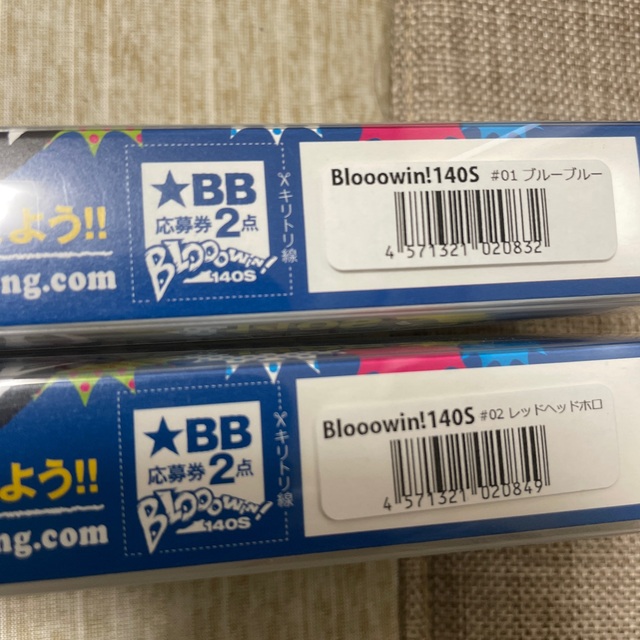 よう!!
ng.com
★BB
応募券2点
BLOOOWIN!
140S
キリトリ線
Blooowin!140S #01 ブルーブルー
4 571321 020832
よう!!
ng.com
★BB
応募券2点
BLOOOWIN!
140S
キリトリ線
Blooowin!140S #02 レッドヘッドホロ
4 571321 020849